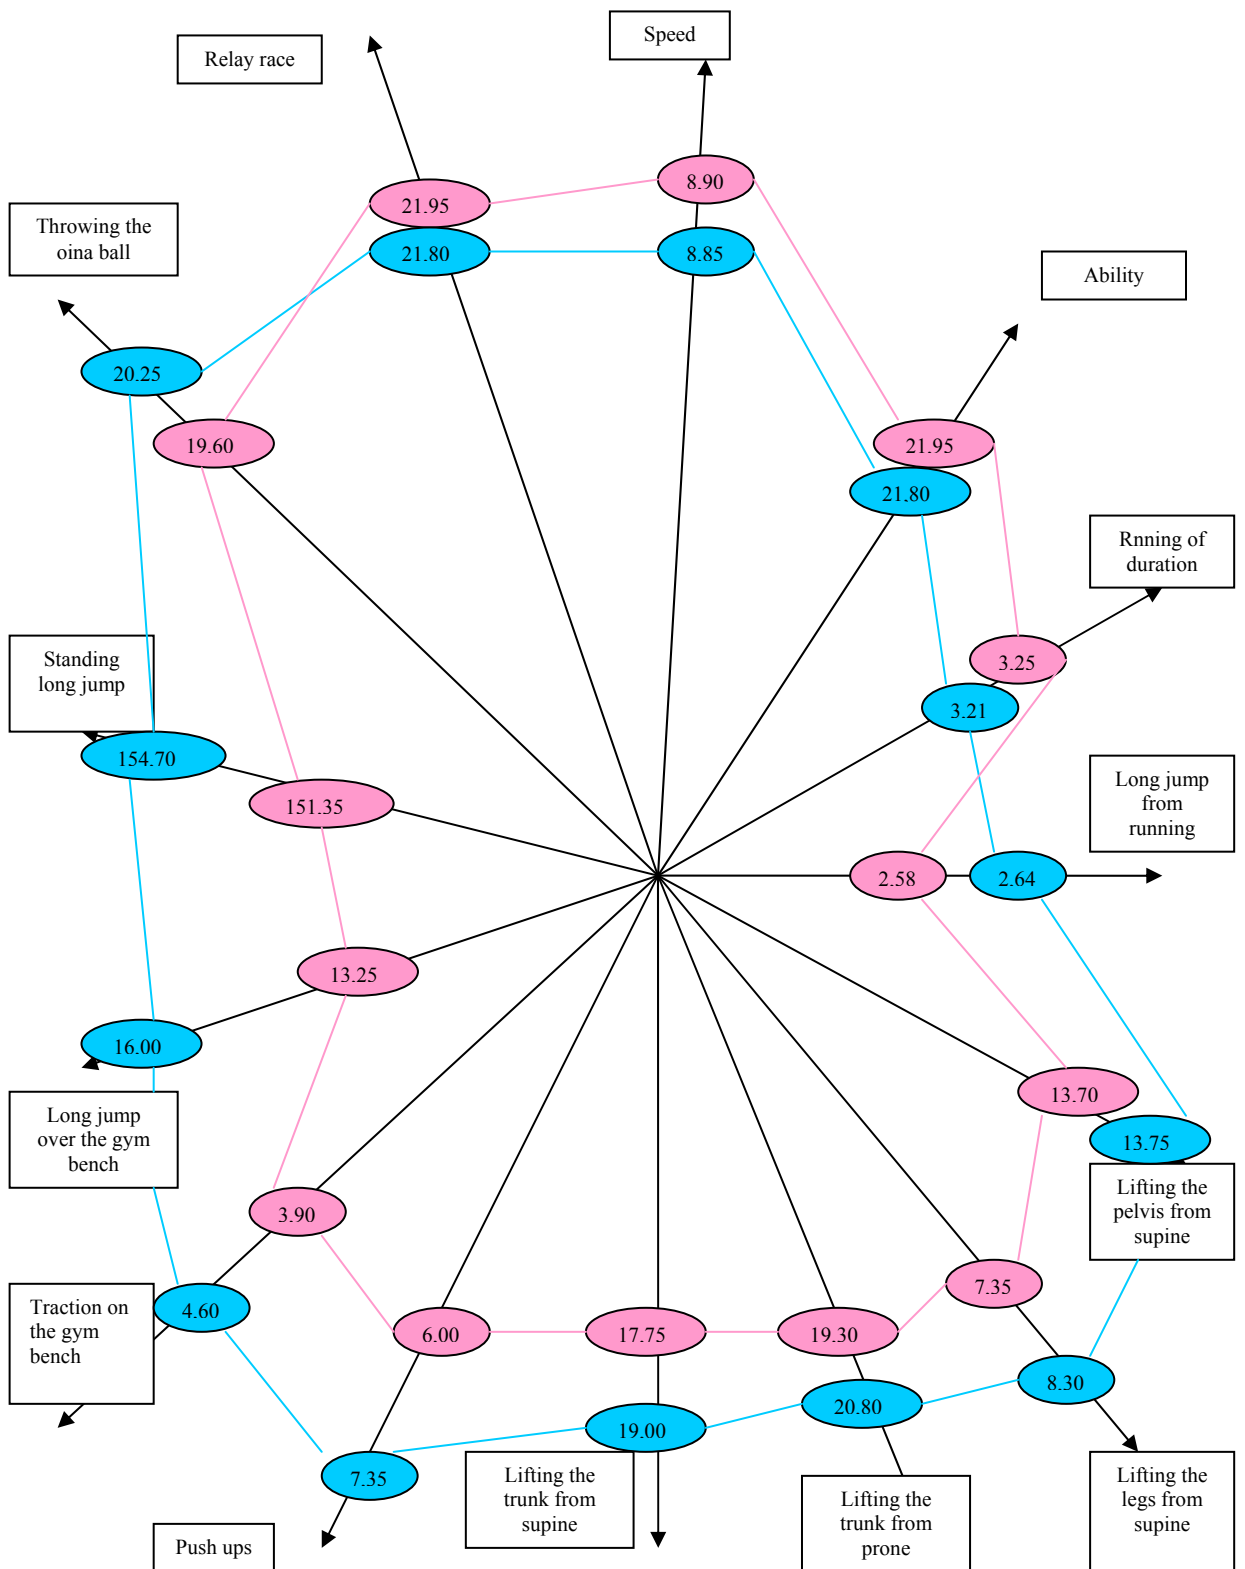 Speed
Relay race
8.90
21.95
21.80
8.85
Throwing the
oina ball
Ability
20.25
19.60
21.95
21.80
Rnning of
duration
3.25
3.21
Standing
long jump
154.70
151.35
Long jump
from
running
2.58
2.64
13.25
16.00
13.70
13.75
Long jump
over the gym
bench
Lifting the
pelvis from
supine
3.90
4.60
7.35
Traction on
the gym
bench
6.00
17.75
19.30
8.30
20.80
19.00
7.35
Lifting the
trunk from
supine
Lifting the
trunk from
prone
Lifting the
legs from
supine
Push ups